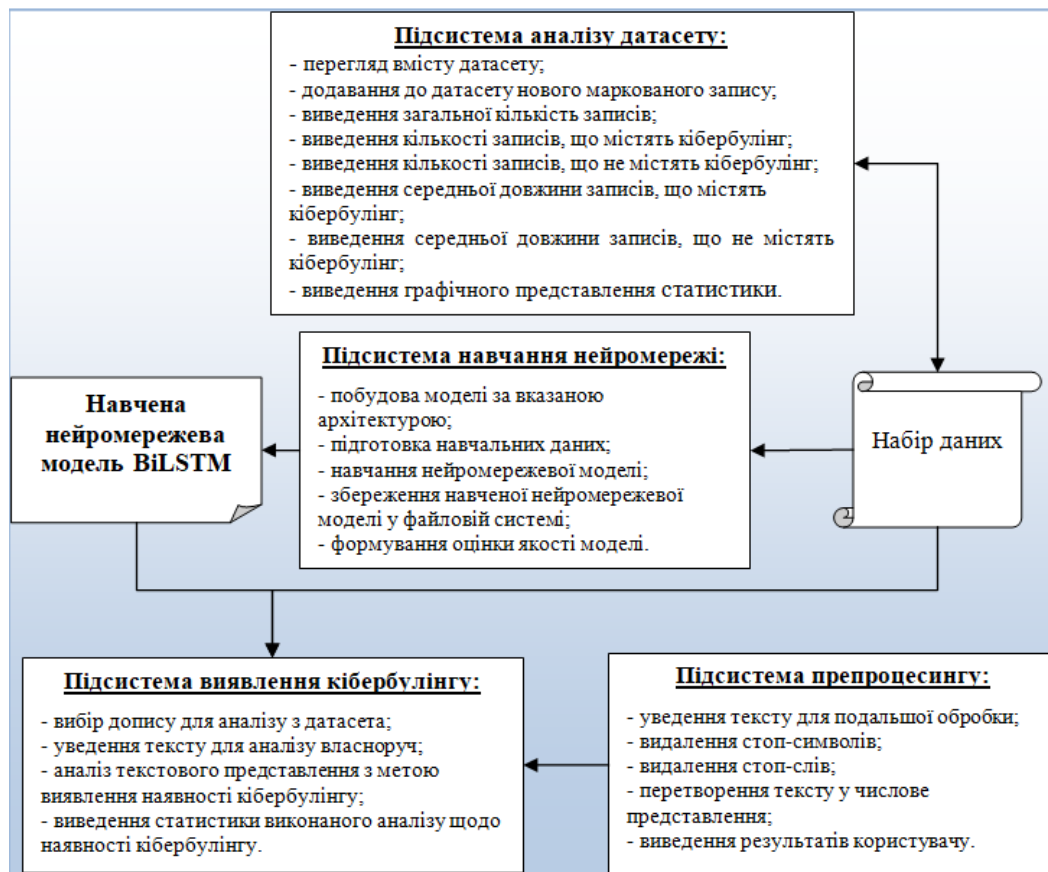 Підсистема аналізу датасету:
- перегляд вмісту датасету;
- додавання до датасету нового маркованого запису;
- виведення загальної кількість записів;
- виведення кількості записів, що містять кібербулінг;
- виведення кількості записів, що не містять кібербулінг;
- виведення середньої довжини записів, що містять
кібербулінг;
- виведення середньої довжини записів, що не містять
кібербулінг;
- виведення графічного представлення статистики.
Підсистема навчання нейромережі:
- побудова моделі за вказаною
архітектурою;
- підготовка навчальних даних;
- навчання нейромережевої моделі;
- збереження навченої нейромережевої
моделі у файловій системі;
- формування оцінки якості моделі.
Навчена
нейромережева
модель BiLSTM
Набір даних
Підсистема виявлення кібербулінгу:
- вибір допису для аналізу з датасета;
- уведення тексту для аналізу власноруч;
- аналіз текстового представлення з метою
виявлення наявності кібербулінгу;
- виведення статистики виконаного аналізу щодо
наявності кібербулінгу.
Підсистема препроцесингу:
- уведення тексту для подальшої обробки;
- видалення стоп-символів;
- видалення стоп-слів;
- перетворення тексту у числове
представлення;
- виведення результатів користувачу.